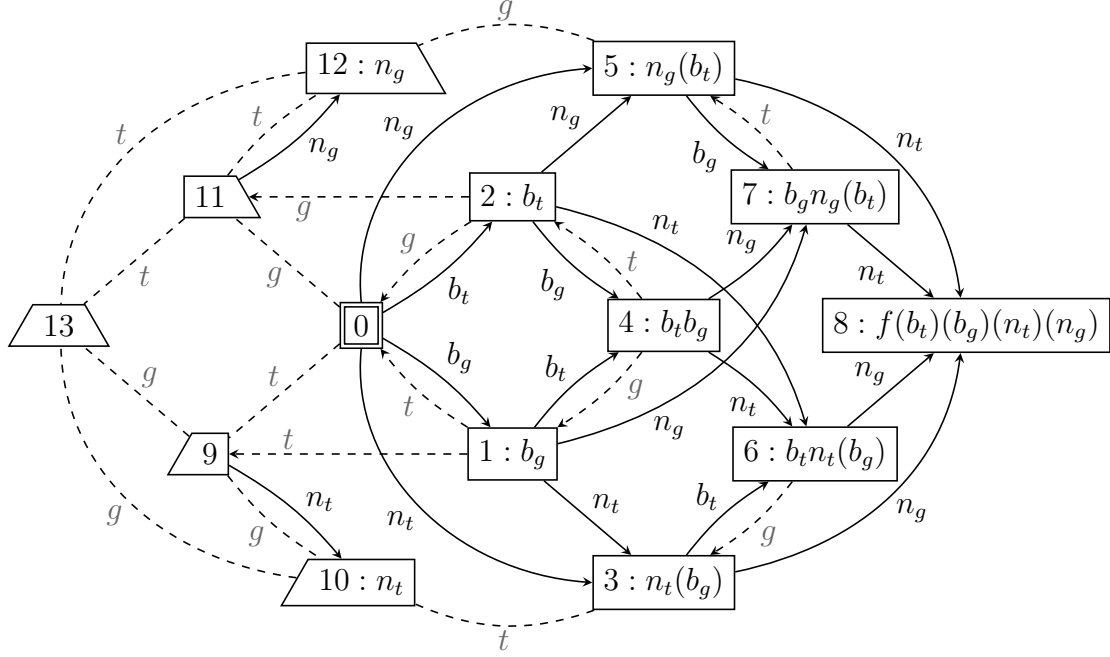 g
12 : n_g
5 : n_g(b_t)
t
t
t
n_g
n_g
n_g
n_t
b_g
11
2 : b_t
7 : b_g n_g(b_t)
g
n_t
g
n_g
t
g
t
b_t
b_g
n_t
13
0
4 : b_t b_g
8 : f(b_t)(b_g)(n_t)(n_g)
g
t
b_g
b_t
g
n_g
t
n_t
n_g
t
9
1 : b_g
6 : b_t n_t(b_g)
n_t
n_t
b_t
g
g
n_t
n_g
g
10 : n_t
3 : n_t(b_g)
t